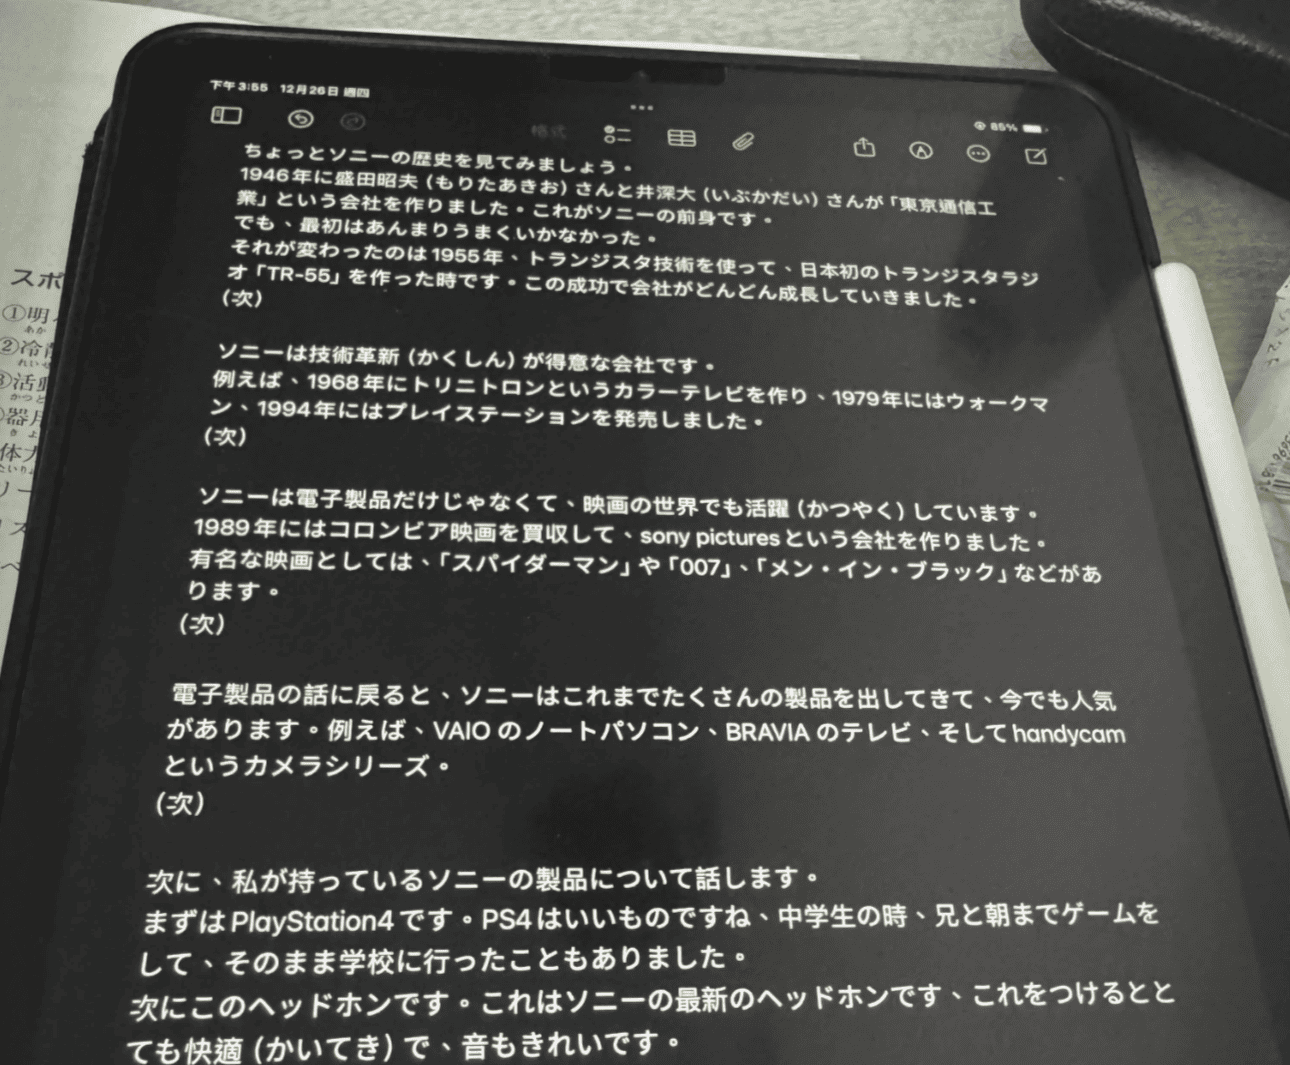 下午3:55 12月26日 週四
85%
格式
ちょっとソニーの歴史を見てみましょう。
1946年に盛田昭夫（もりたあきお）さんと井深大（いぶかだい）さんが「東京通信工
業」という会社を作りました。これがソニーの前身です。
でも、最初はあんまりうまくいかなかった。
それが変わったのは1955年、トランジスタ技術を使って、日本初のトランジスタラジ
オ「TR-55」を作った時です。この成功で会社がどんどん成長していきました。
（次）
ソニーは技術革新（かくしん）が得意な会社です。
例えば、1968年にトリニトロンというカラーテレビを作り、1979年にはウォークマ
ン、1994年にはプレイステーションを発売しました。
（次）
ソニーは電子製品だけじゃなくて、映画の世界でも活躍（かつやく）しています。
1989年にはコロンビア映画を買収して、sony picturesという会社を作りました。
有名な映画としては、「スパイダーマン」や「007」、「メン・イン・ブラック」などがあ
ります。
（次）
電子製品の話に戻ると、ソニーはこれまでたくさんの製品を出してきて、今でも人気
があります。例えば、VAIOのノートパソコン、BRAVIAのテレビ、そしてhandycam
というカメラシリーズ。
（次）
次に、私が持っているソニーの製品について話します。
まずはPlayStation4です。PS4はいいものですね、中学生の時、兄と朝までゲームを
して、そのまま学校に行ったこともありました。
次にこのヘッドホンです。これはソニーの最新のヘッドホンです、これをつけるとと
ても快適（かいてき）で、音もきれいです。
スポ
①明
あか
②冷
れい
活動
かつど
器用
きよ
体力
たいりょ